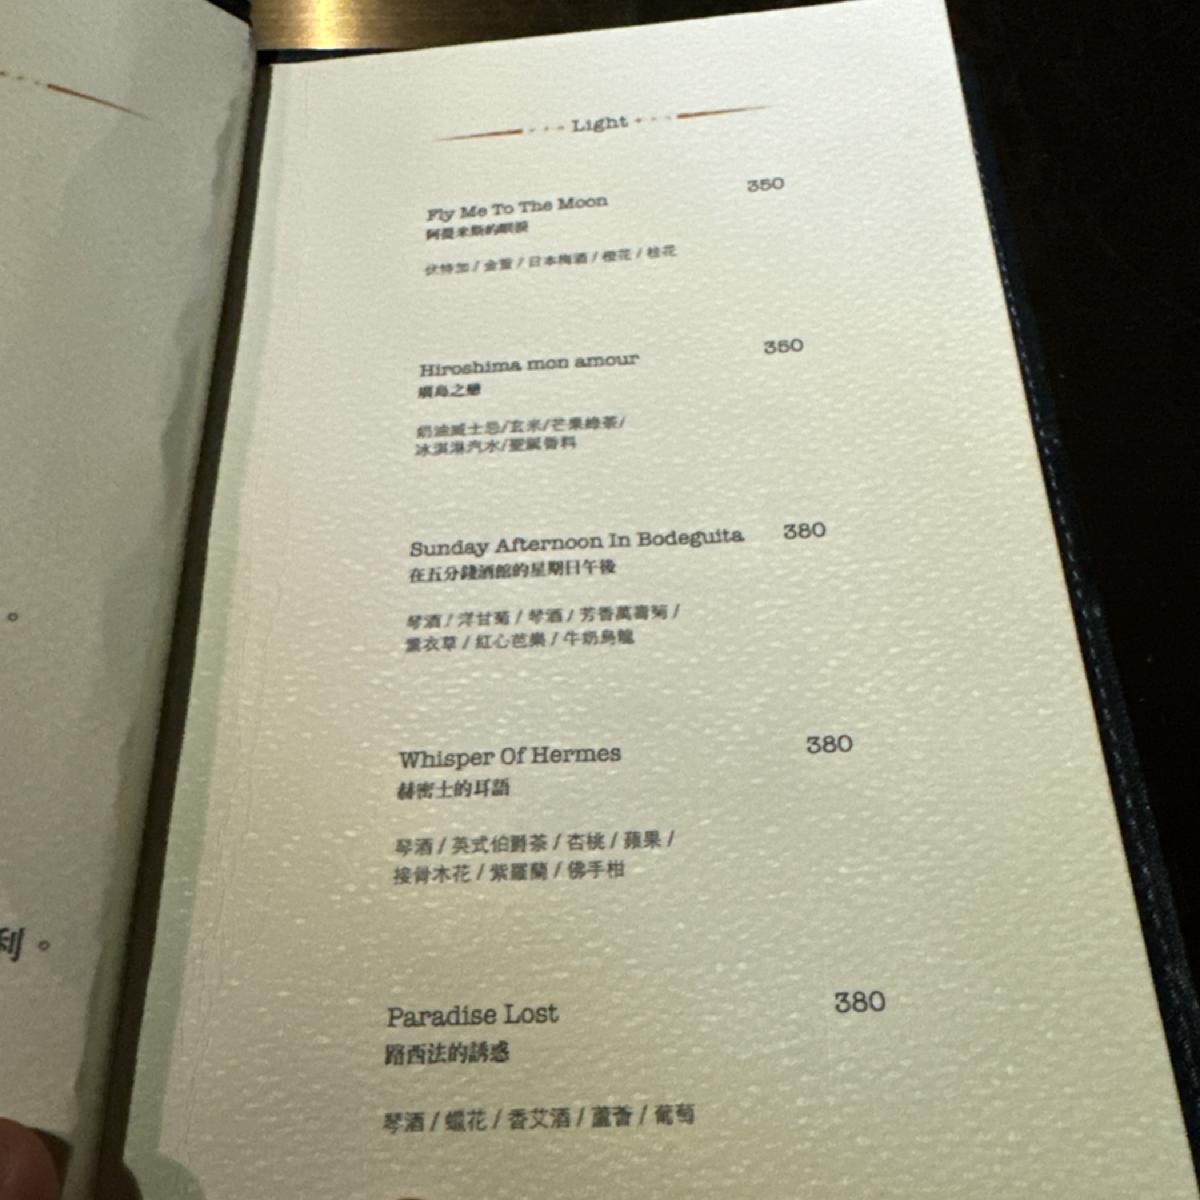 Light
Fly Me To The Moon 350
阿提米斯的眼淚
伏特加 / 金萱 / 日本梅酒 / 橙花 / 桂花
Hiroshima mon amour 350
廣島之戀
奶油威士忌/玄米/芒果綠茶/
冰淇淋汽水/聖誕香料
Sunday Afternoon In Bodeguita 380
在五分錢酒館的星期日午後
琴酒 / 洋甘菊 / 琴酒 / 芳香萬壽菊 /
薰衣草 / 紅心芭樂 / 牛奶烏龍
Whisper Of Hermes 380
赫密士的耳語
琴酒 / 英式伯爵茶 / 杏桃 / 蘋果 /
接骨木花 / 紫羅蘭 / 佛手柑
Paradise Lost 380
路西法的誘惑
琴酒 / 蠟花 / 香艾酒 / 蘆薈 / 葡萄
。
利。